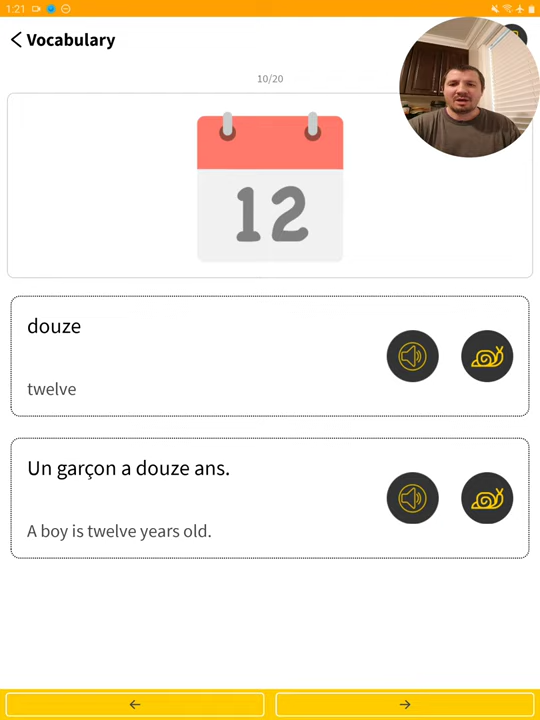 1:21
Vocabulary
10/20
12
douze
twelve
Un garçon a douze ans.
A boy is twelve years old.